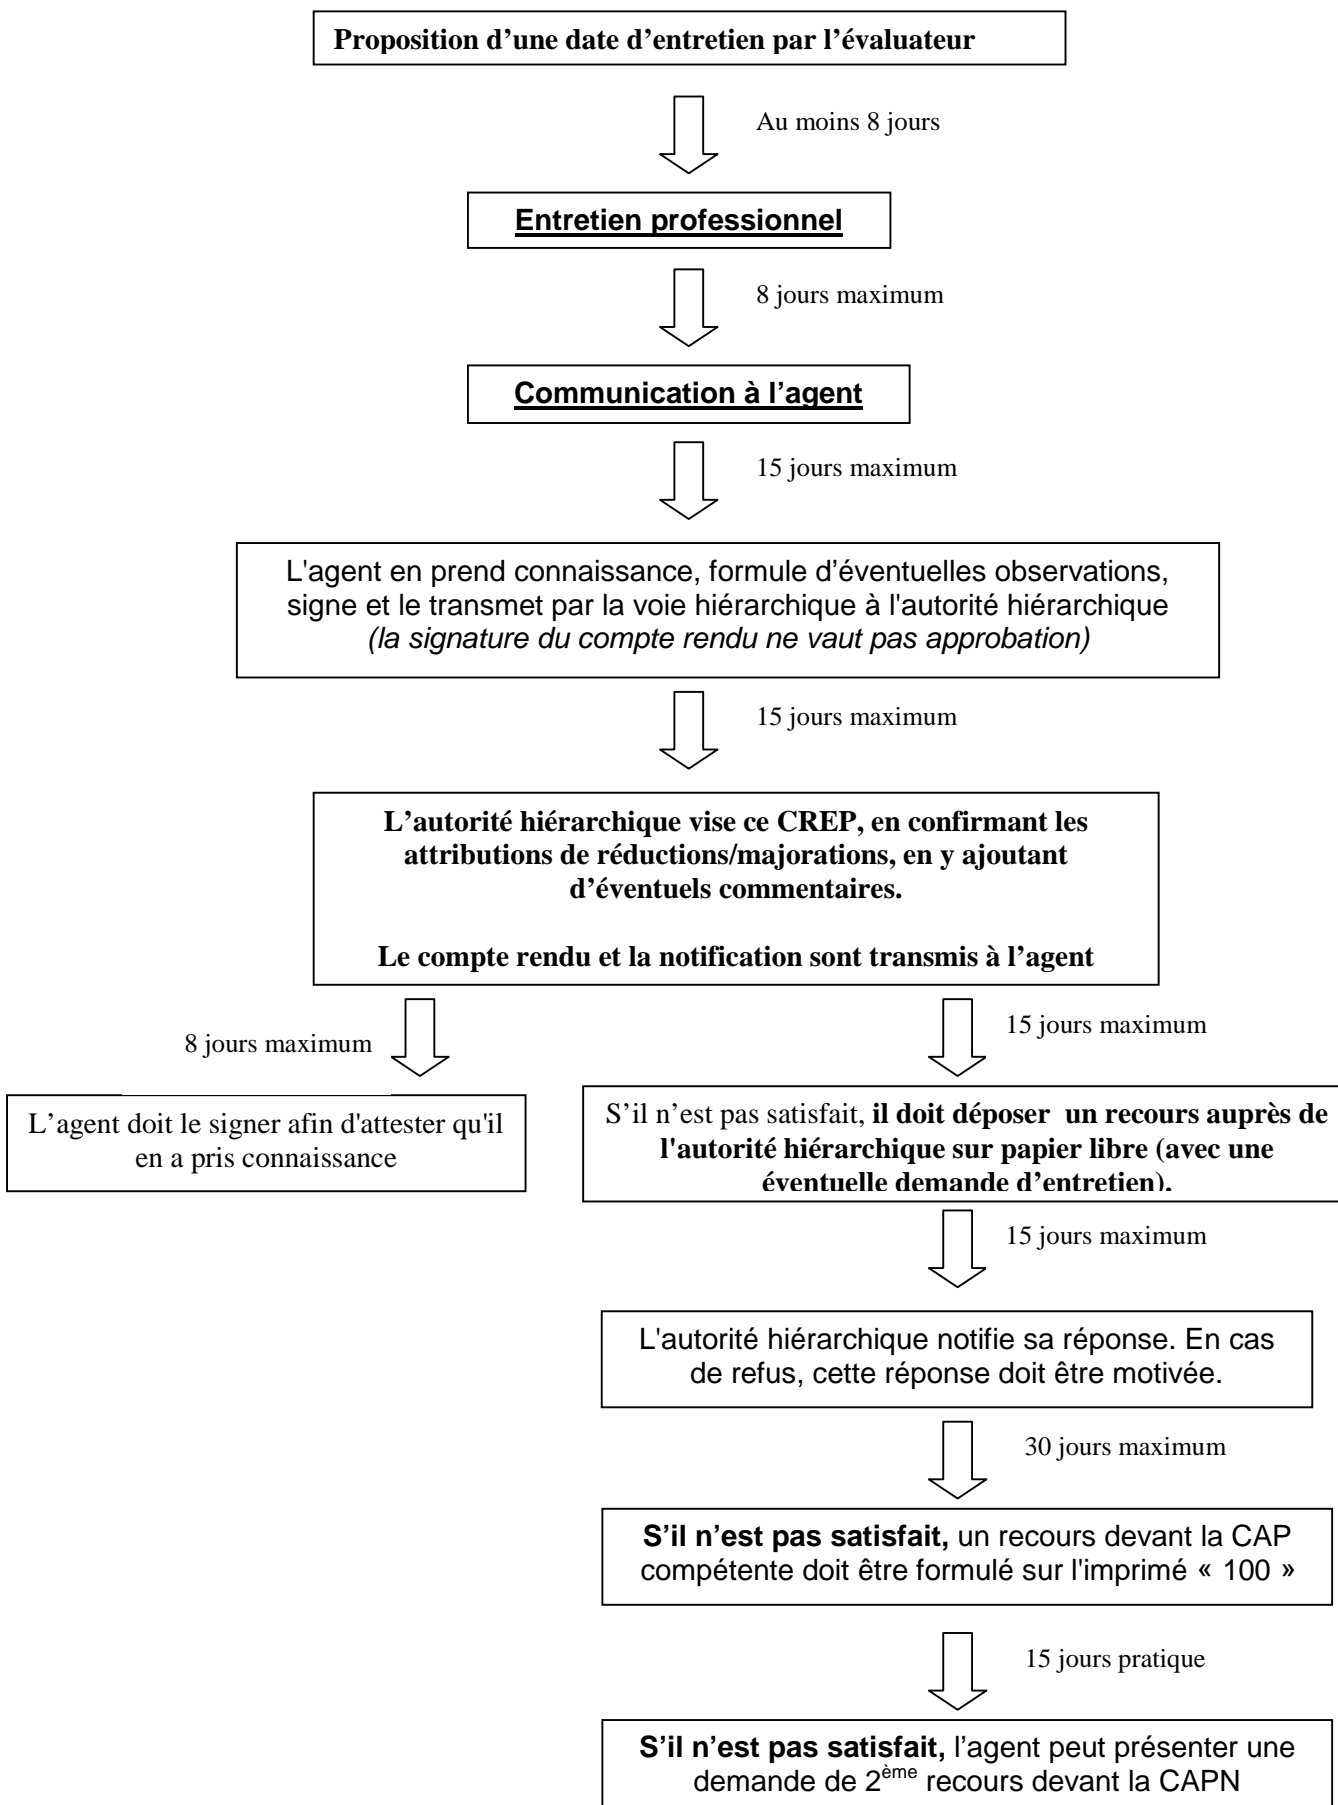 Proposition d’une date d’entretien par l’évaluateur
Au moins 8 jours
Entretien professionnel
8 jours maximum
Communication à l’agent
15 jours maximum
L'agent en prend connaissance, formule d’éventuelles observations,
signe et le transmet par la voie hiérarchique à l'autorité hiérarchique
(la signature du compte rendu ne vaut pas approbation)
15 jours maximum
L’autorité hiérarchique vise ce CREP, en confirmant les
attributions de réductions/majorations, en y ajoutant
d’éventuels commentaires.
Le compte rendu et la notification sont transmis à l’agent
8 jours maximum
L’agent doit le signer afin d'attester qu'il
en a pris connaissance
15 jours maximum
S’il n’est pas satisfait, il doit déposer  un recours auprès de
l'autorité hiérarchique sur papier libre (avec une
éventuelle demande d’entretien).
15 jours maximum
L'autorité hiérarchique notifie sa réponse. En cas
de refus, cette réponse doit être motivée.
30 jours maximum
S’il n’est pas satisfait, un recours devant la CAP
compétente doit être formulé sur l'imprimé « 100 »
15 jours pratique
S’il n’est pas satisfait, l’agent peut présenter une
demande de 2ème recours devant la CAPN